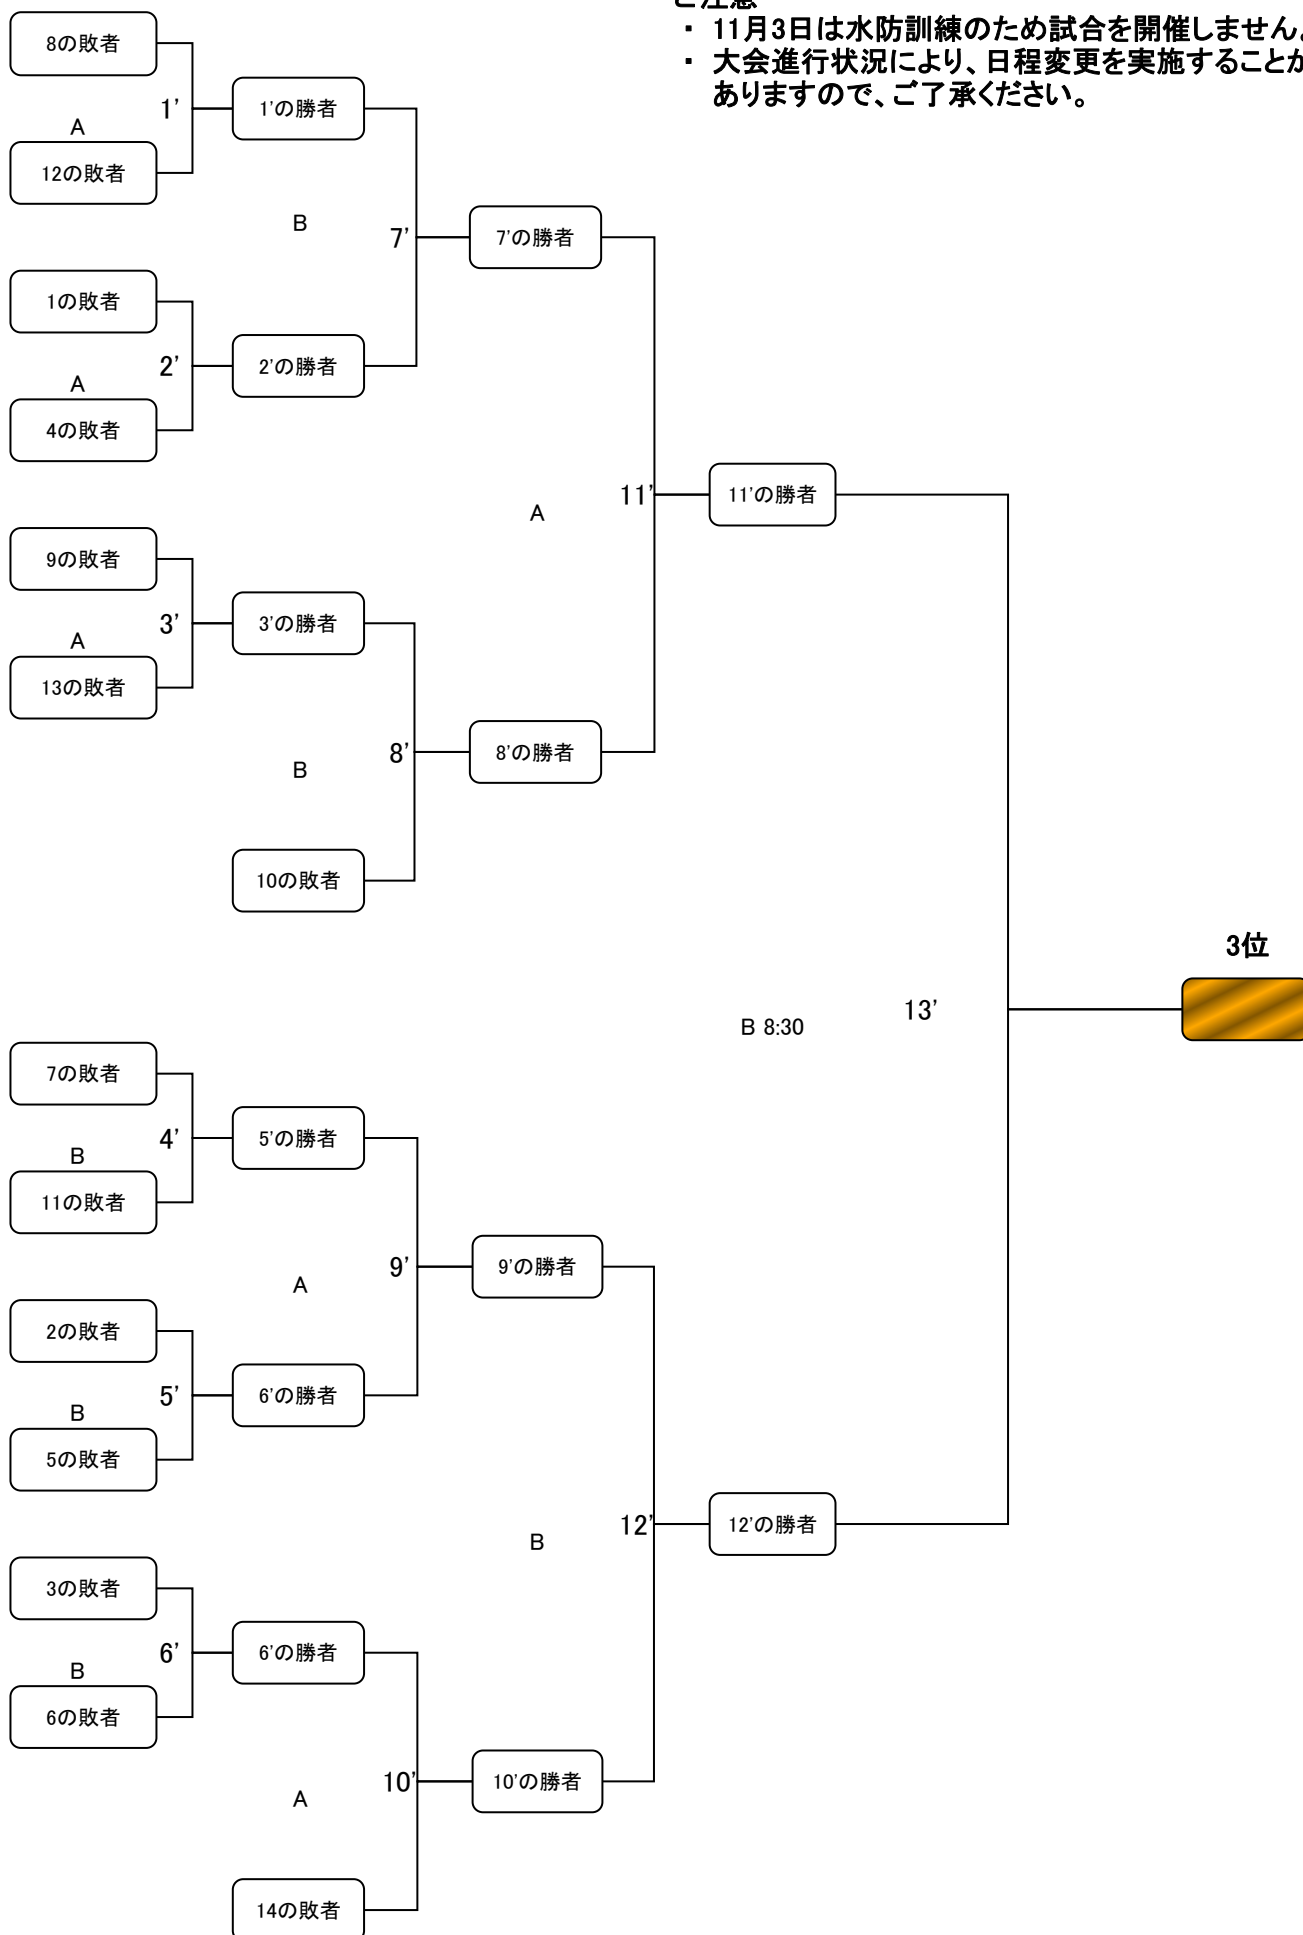 ご注意
・ 11月3日は水防訓練のため試合を開催しません。
・ 大会進行状況により、日程変更を実施することが
ありますので、ご了承ください。
8の敗者
1'
1'の勝者
A
12の敗者
B
7'
7'の勝者
1の敗者
2'
2'の勝者
A
4の敗者
A
11'
11'の勝者
9の敗者
3'
3'の勝者
A
13の敗者
B
8'
8'の勝者
10の敗者
3位
B 8:30
13'
7の敗者
4'
5'の勝者
B
11の敗者
A
9'
9'の勝者
2の敗者
5'
6'の勝者
B
5の敗者
B
12'
12'の勝者
3の敗者
6'
6'の勝者
B
6の敗者
A
10'
10'の勝者
14の敗者